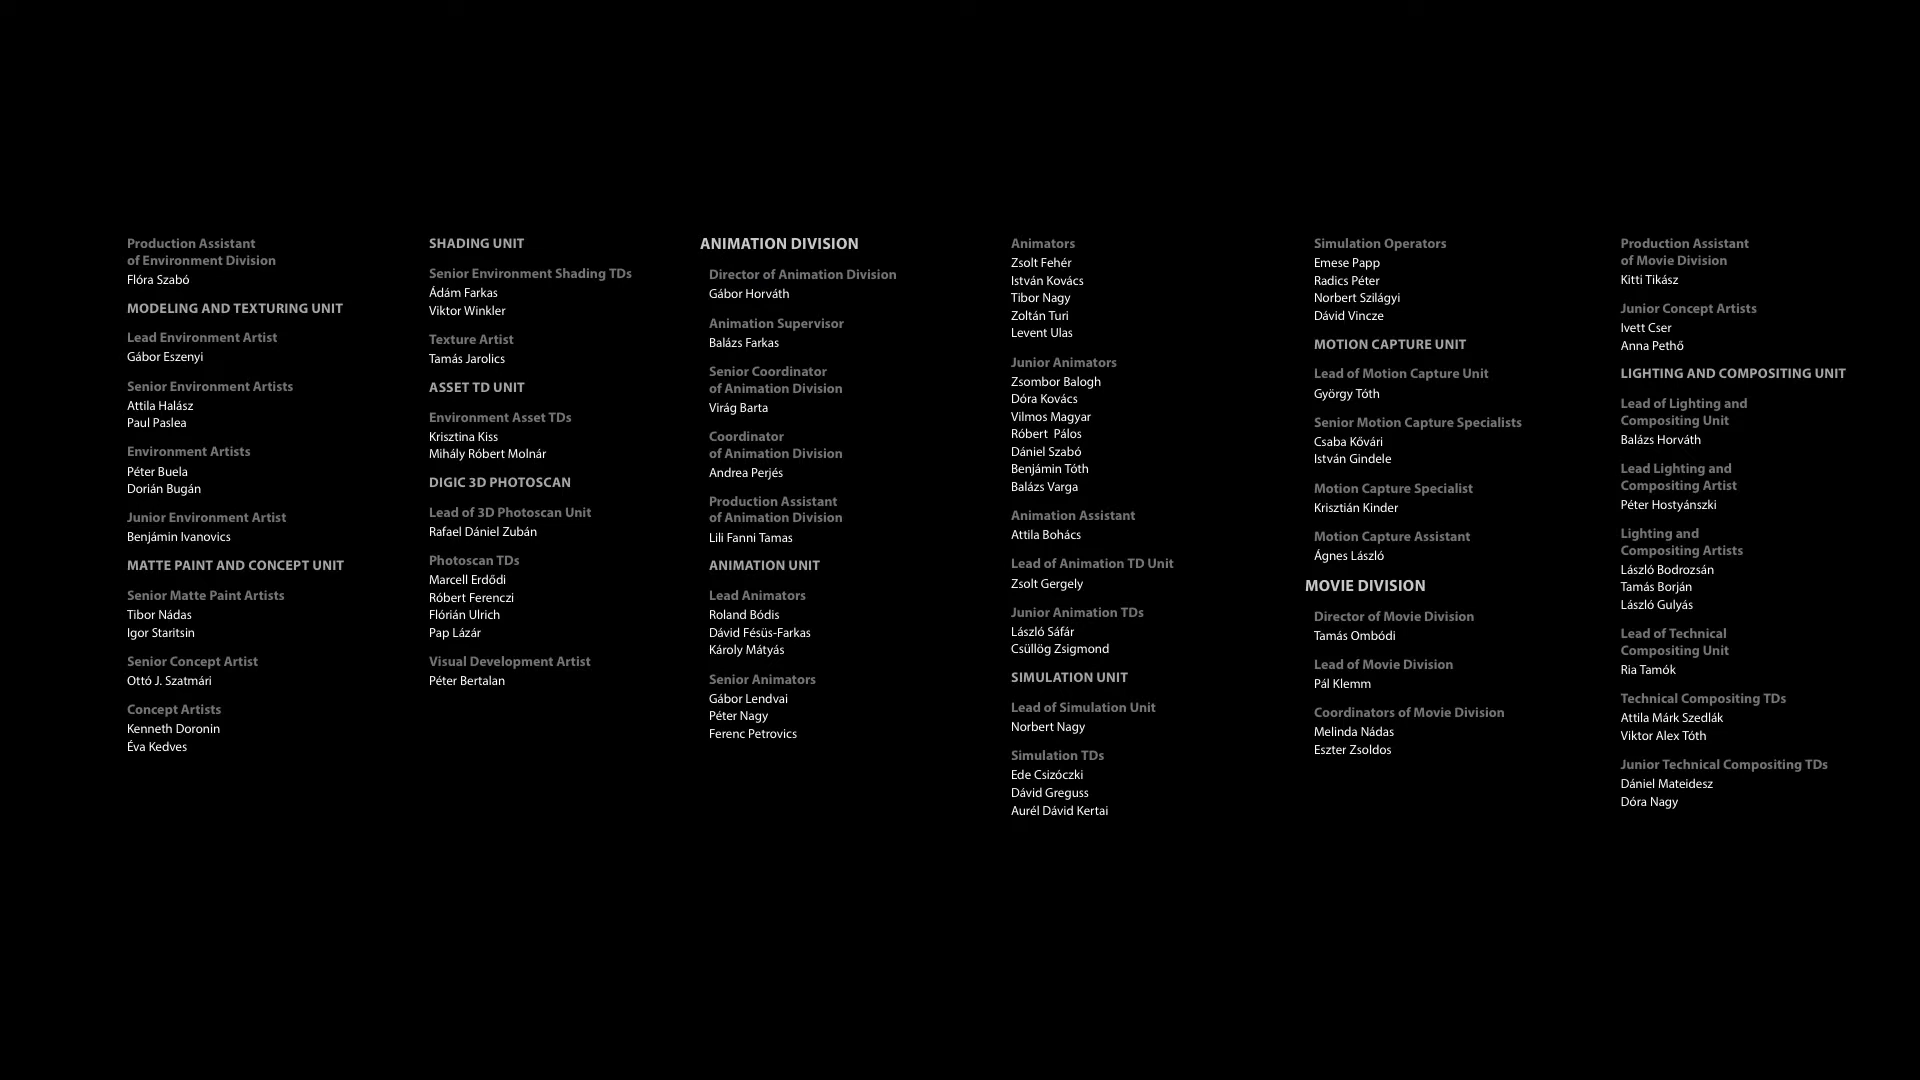 Production Assistant
of Environment Division
Flóra Szabó
MODELING AND TEXTURING UNIT
Lead Environment Artist
Gábor Eszenyi
Senior Environment Artists
Attila Halász
Paul Paslea
Environment Artists
Péter Buela
Dorián Bugán
Junior Environment Artist
Benjámin Ivanovics
MATTE PAINT AND CONCEPT UNIT
Senior Matte Paint Artists
Tibor Nádas
Igor Staritsin
Senior Concept Artist
Ottó J. Szatmári
Concept Artists
Kenneth Doronin
Éva Kedves
SHADING UNIT
Senior Environment Shading TDs
Ádám Farkas
Viktor Winkler
Texture Artist
Tamás Jarolics
ASSET TD UNIT
Environment Asset TDs
Krisztina Kiss
Mihály Róbert Molnár
DIGIC 3D PHOTOSCAN
Lead of 3D Photoscan Unit
Rafael Dániel Zubán
Photoscan TDs
Marcell Erdődi
Róbert Ferenczi
Flórián Ulrich
Pap Lázár
Visual Development Artist
Péter Bertalan
ANIMATION DIVISION
Director of Animation Division
Gábor Horváth
Animation Supervisor
Balázs Farkas
Senior Coordinator
of Animation Division
Virág Barta
Coordinator
of Animation Division
Andrea Perjés
Production Assistant
of Animation Division
Lili Fanni Tamas
ANIMATION UNIT
Lead Animators
Roland Bódis
Dávid Fésüs-Farkas
Károly Mátyás
Senior Animators
Gábor Lendvai
Péter Nagy
Ferenc Petrovics
Animators
Zsolt Fehér
István Kovács
Tibor Nagy
Zoltán Turi
Levent Ulas
Junior Animators
Zsombor Balogh
Dóra Kovács
Vilmos Magyar
Róbert  Pálos
Dániel Szabó
Benjámin Tóth
Balázs Varga
Animation Assistant
Attila Bohács
Lead of Animation TD Unit
Zsolt Gergely
Junior Animation TDs
László Sáfár
Csüllög Zsigmond
SIMULATION UNIT
Lead of Simulation Unit
Norbert Nagy
Simulation TDs
Ede Csizóczki
Dávid Greguss
Aurél Dávid Kertai
Simulation Operators
Emese Papp
Radics Péter
Norbert Szilágyi
Dávid Vincze
MOTION CAPTURE UNIT
Lead of Motion Capture Unit
György Tóth
Senior Motion Capture Specialists
Csaba Kővári
István Gindele
Motion Capture Specialist
Krisztián Kinder
Motion Capture Assistant
Ágnes László
MOVIE DIVISION
Director of Movie Division
Tamás Ombódi
Lead of Movie Division
Pál Klemm
Coordinators of Movie Division
Melinda Nádas
Eszter Zsoldos
Production Assistant
of Movie Division
Kitti Tikász
Junior Concept Artists
Ivett Cser
Anna Pethő
LIGHTING AND COMPOSITING UNIT
Lead of Lighting and
Compositing Unit
Balázs Horváth
Lead Lighting and
Compositing Artist
Péter Hostyánszki
Lighting and
Compositing Artists
László Bodrozsán
Tamás Borján
László Gulyás
Lead of Technical
Compositing Unit
Ria Tamók
Technical Compositing TDs
Attila Márk Szedlák
Viktor Alex Tóth
Junior Technical Compositing TDs
Dániel Mateidesz
Dóra Nagy